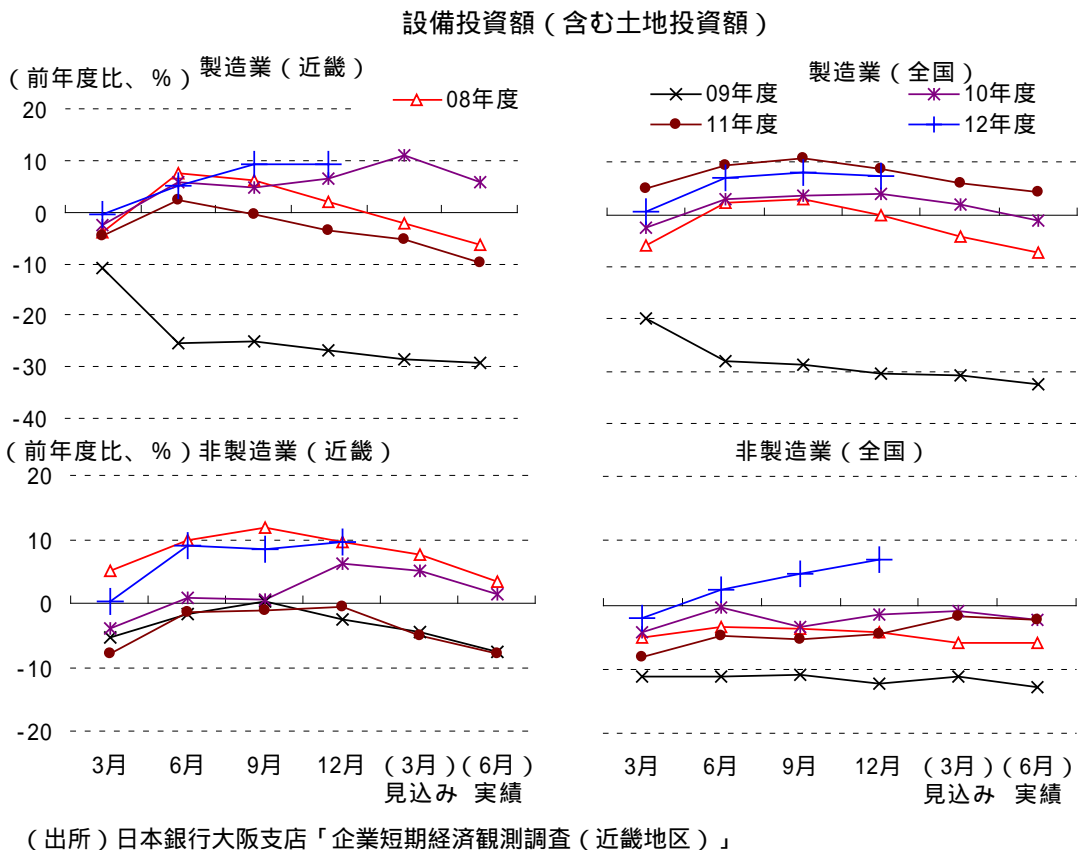 設備投資額（含む土地投資額）
（前年度比、％）製造業（近畿）
製造業（全国）
08年度
09年度 10年度
11年度 12年度
20
10
0
-10
-20
-30
-40
（前年度比、％）非製造業（近畿）
非製造業（全国）
20
10
0
-10
-20
3月 6月 9月 12月 （3月） （6月）
見込み 実績
3月 6月 9月 12月 （3月） （6月）
見込み 実績
（出所）日本銀行大阪支店「企業短期経済観測調査（近畿地区）」